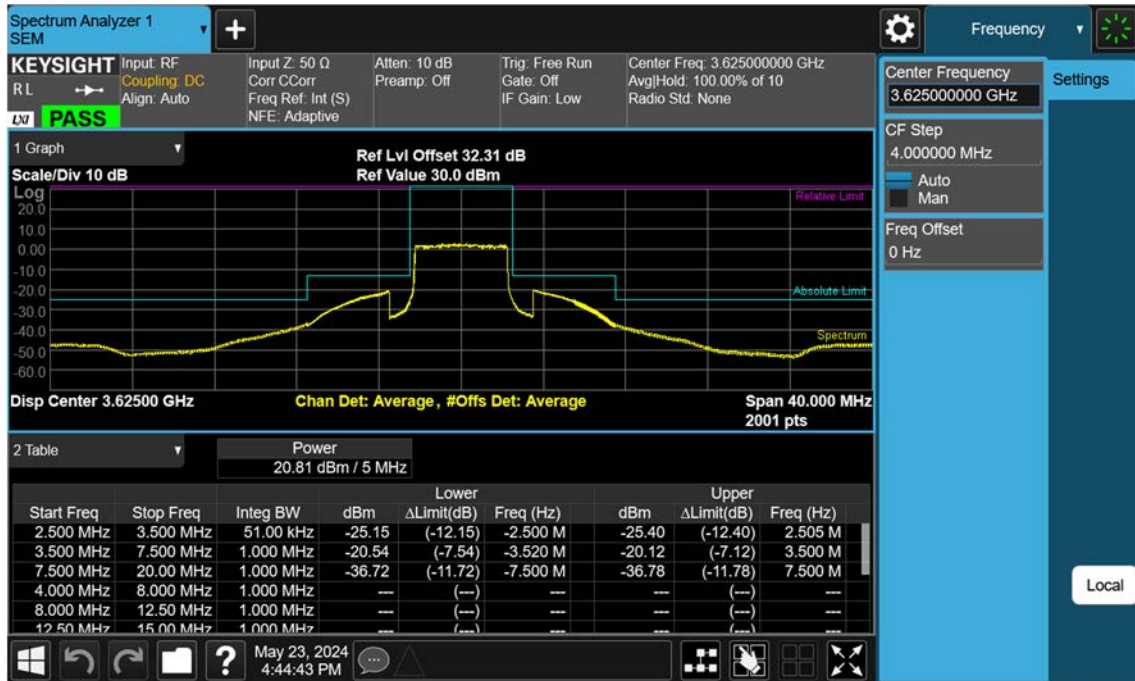 Spectrum Analyzer 1
SEM
Frequency
KEYSIGHT
R L
LXI
PASS
Input: RF
Coupling: DC
Align: Auto
Input Z: 50 Ω
Corr CCorr
Freq Ref: Int (S)
NFE: Adaptive
Atten: 10 dB
Preamp: Off
Trig: Free Run
Gate: Off
IF Gain: Low
Center Freq: 3.625000000 GHz
Avg|Hold: 100.00% of 10
Radio Std: None
Center Frequency
3.625000000 GHz
Settings
CF Step
4.000000 MHz
Auto
Man
Freq Offset
0 Hz
Local
1 Graph
Scale/Div 10 dB
Ref Lvl Offset 32.31 dB
Ref Value 30.0 dBm
Log
20.0
10.0
0.00
-10.0
-20.0
-30.0
-40.0
-50.0
-60.0
Relative Limit
Absolute Limit
Spectrum
Disp Center 3.62500 GHz
Chan Det: Average, #Offs Det: Average
Span 40.000 MHz
2001 pts
2 Table
Power
20.81 dBm / 5 MHz
Lower Upper
Start Freq Stop Freq Integ BW dBm ΔLimit(dB) Freq (Hz) dBm ΔLimit(dB) Freq (Hz)
2.500 MHz 3.500 MHz 51.00 kHz -25.15 (-12.15) -2.500 M -25.40 (-12.40) 2.505 M
3.500 MHz 7.500 MHz 1.000 MHz -20.54 (-7.54) -3.520 M -20.12 (-7.12) 3.500 M
7.500 MHz 20.00 MHz 1.000 MHz -36.72 (-11.72) -7.500 M -36.78 (-11.78) 7.500 M
4.000 MHz 8.000 MHz 1.000 MHz --- (---) --- --- (---) ---
8.000 MHz 12.50 MHz 1.000 MHz --- (---) --- --- (---) ---
12.50 MHz 15.00 MHz 1.000 MHz --- (---) --- --- (---) ---
May 23, 2024
4:44:43 PM